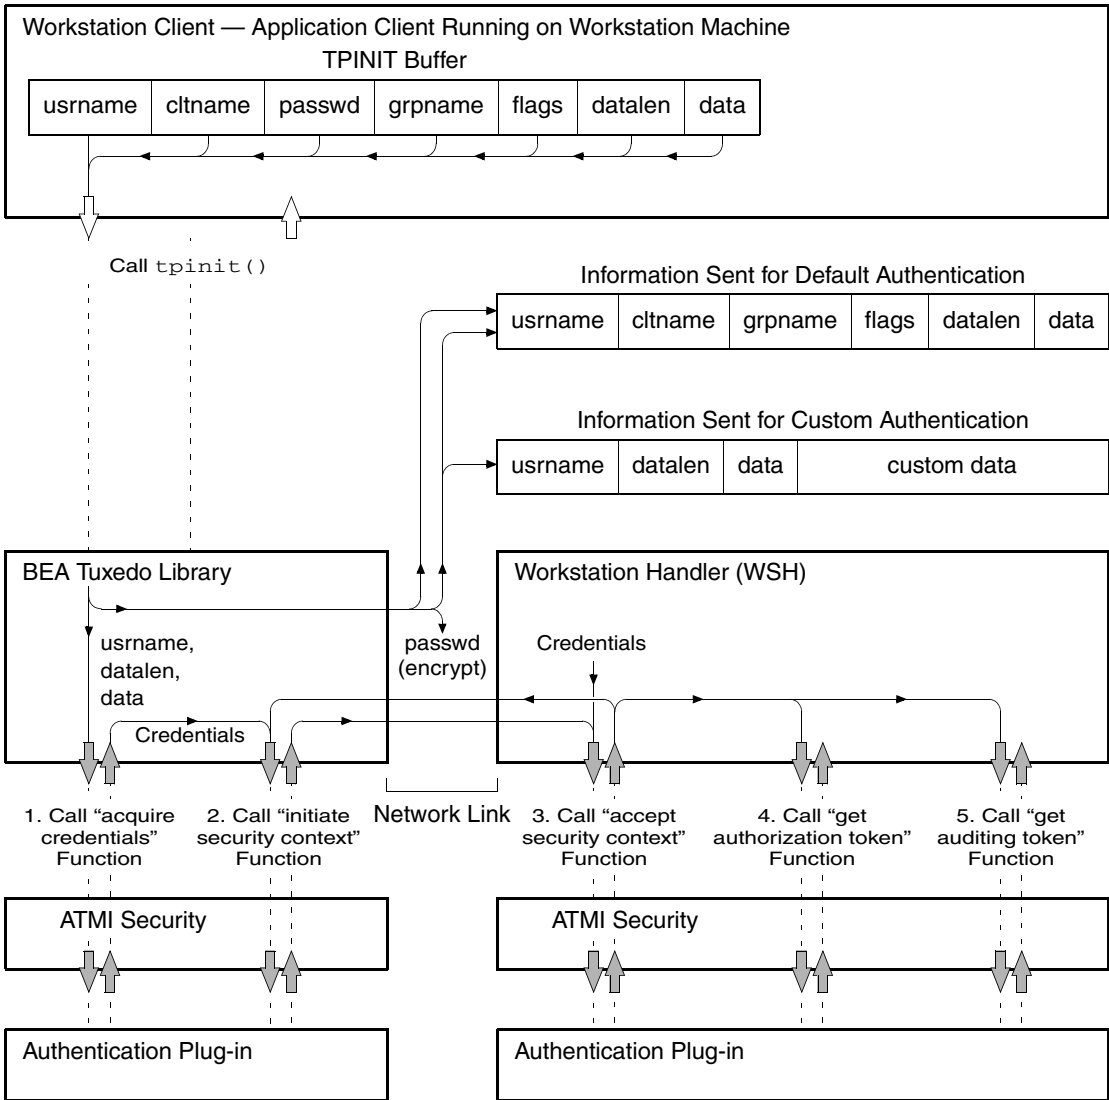 Workstation Client — Application Client Running on Workstation Machine
TPINIT Buffer
usrname cltname passwd grpname flags datalen data
Call tpinit()
Information Sent for Default Authentication
usrname cltname grpname flags datalen data
Information Sent for Custom Authentication
usrname datalen data custom data
BEA Tuxedo Library
usrname,
datalen,
data
Credentials
passwd
(encrypt)
Workstation Handler (WSH)
Credentials
Network Link
1. Call “acquire
credentials”
Function
2. Call “initiate
security context”
Function
3. Call “accept
security context”
Function
4. Call “get
authorization token”
Function
5. Call “get
auditing token”
Function
ATMI Security
ATMI Security
Authentication Plug-in
Authentication Plug-in